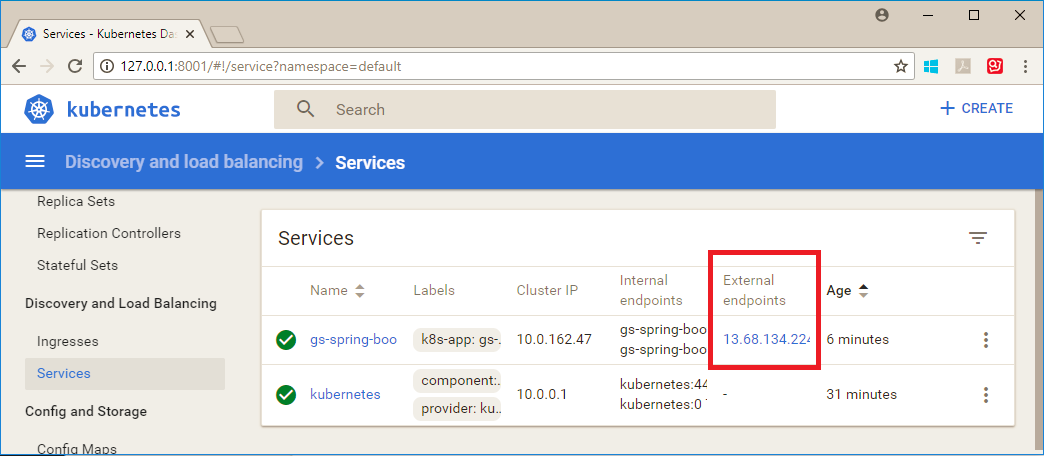 Services - Kubernetes Das
127.0.0.1:8001/#!/service?namespace=default
kubernetes
Search
+ CREATE
Discovery and load balancing > Services
Replica Sets
Replication Controllers
Stateful Sets
Discovery and Load Balancing
Ingresses
Services
Config and Storage
Config Maps
Services
Name Labels Cluster IP Internal endpoints External endpoints Age
gs-spring-boo k8s-app: gs-.. 10.0.162.47 gs-spring-boo 13.68.134.224 6 minutes
gs-spring-boo
kubernetes component:.. 10.0.0.1 kubernetes:44 - 31 minutes
provider: ku... kubernetes:0